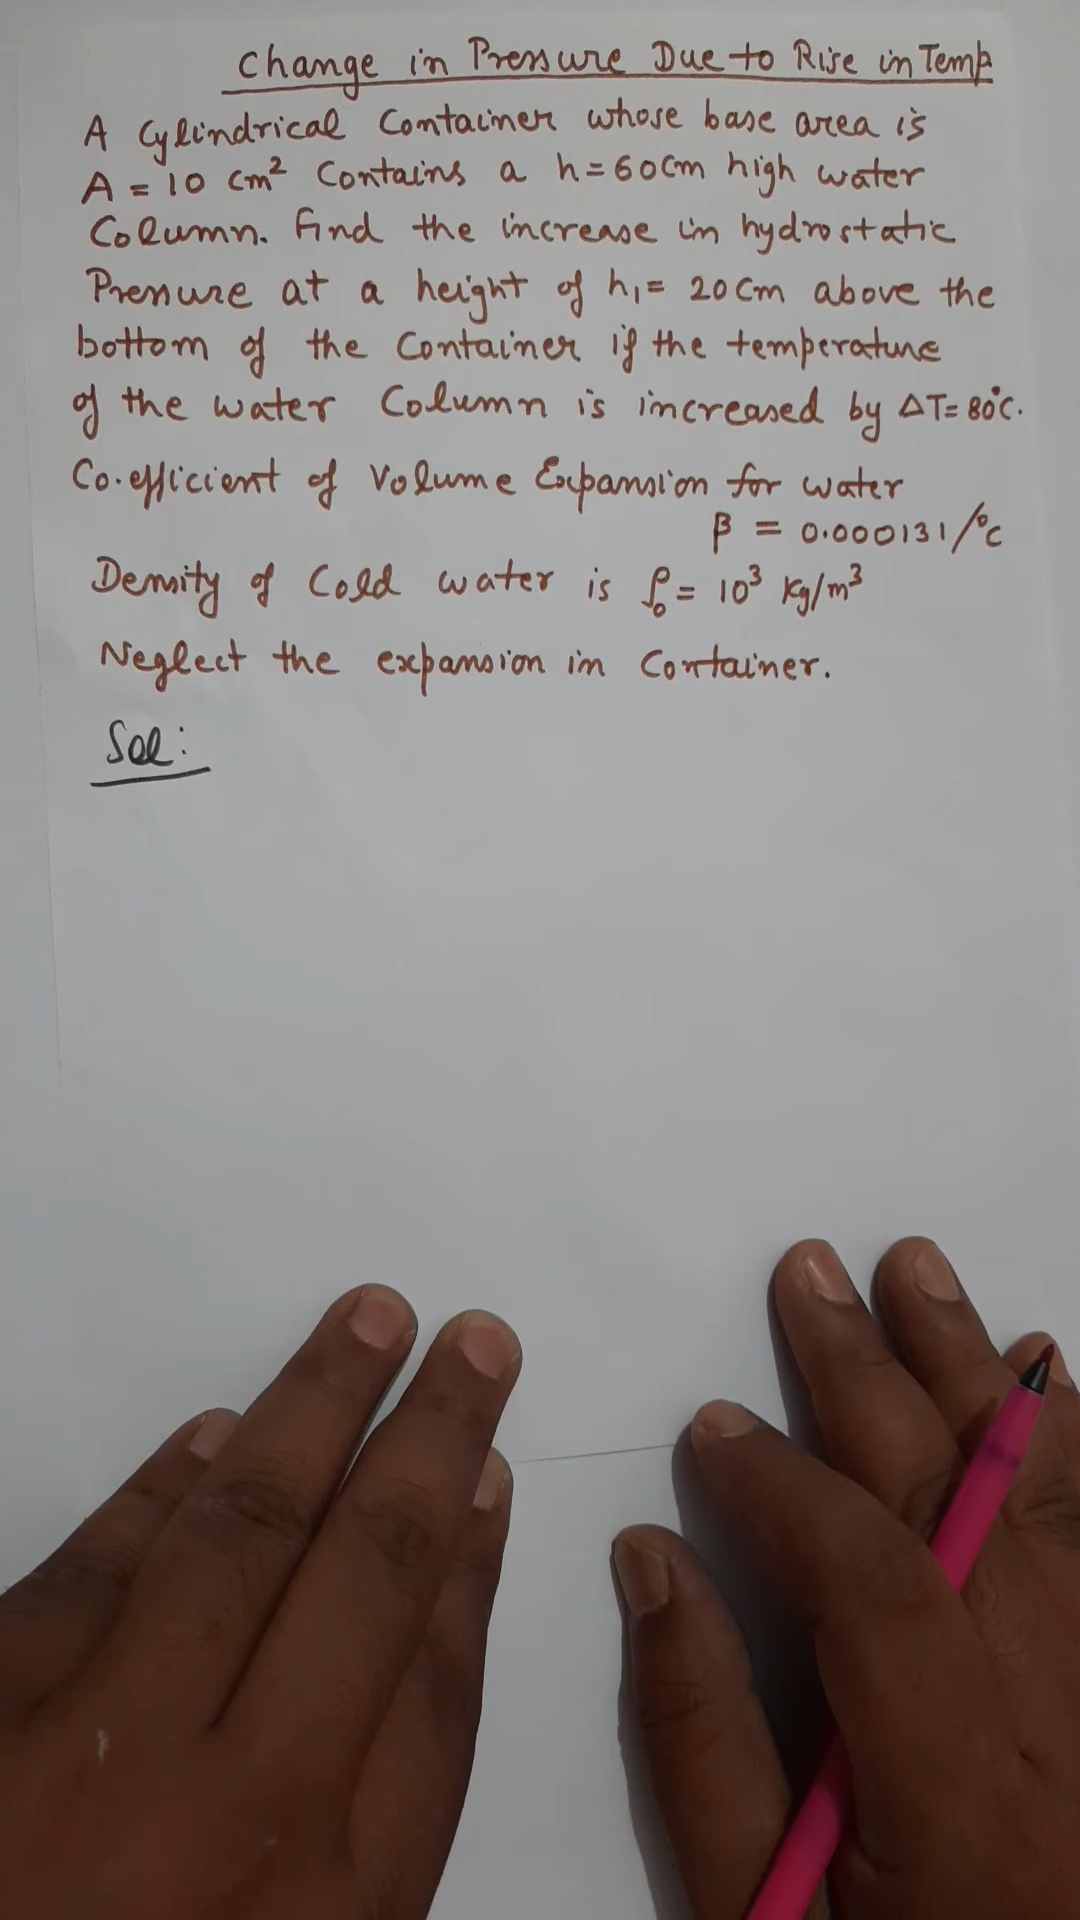 Change in Pressure Due to Rise in Temp
A Cylindrical Container whose base area is
A = 10 cm² Contains a h = 60cm high water
Column. Find the increase in hydrostatic
Pressure at a height of h₁ = 20cm above the
bottom of the Container if the temperature
of the water Column is increased by ΔT = 80°C.
Co.efficient of Volume Expansion for water
β = 0.000131/°C
Density of Cold water is ρ₀ = 10³ Kg/m³
Neglect the expansion in Container.
Sol: